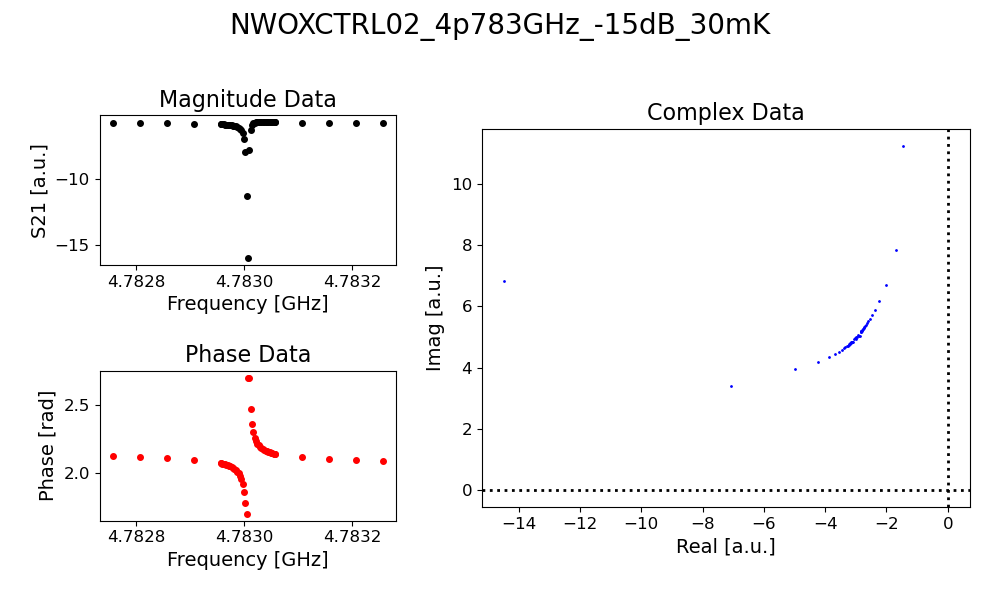 NWOXCTRL02_4p783GHz_-15dB_30mK
Magnitude Data
S21 [a.u.]
−10
−15
4.7828 4.7830 4.7832
Frequency [GHz]
Phase Data
Phase [rad]
2.5
2.0
4.7828 4.7830 4.7832
Frequency [GHz]
Complex Data
Imag [a.u.]
10
8
6
4
2
0
−14 −12 −10 −8 −6 −4 −2 0
Real [a.u.]